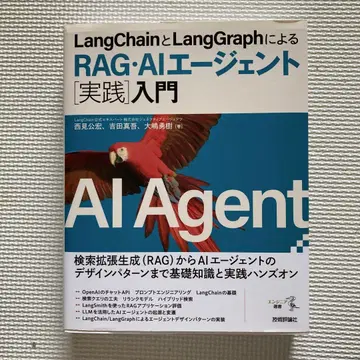 LangChainとLangGraphによる
RAG・AIエージェント
[実践]入門
西見公宏、吉田真吾、大嶋勇樹(著)
AI Agent
検索拡張生成(RAG)からAIエージェントの
デザインパターンまで基礎知識と実践ハンズオン
OpenAIのチャットAPI プロンプトエンジニアリング LangChainの基礎
検索クエリの工夫 リランクモデル ハイブリッド検索
LangSmithを使ったRAGアプリケーション評価
LLMを活用したAIエージェントの起源と変遷
LangChain/LangGraphによるエージェントデザインパターンの実装
エンジニア
選書
技術評論社